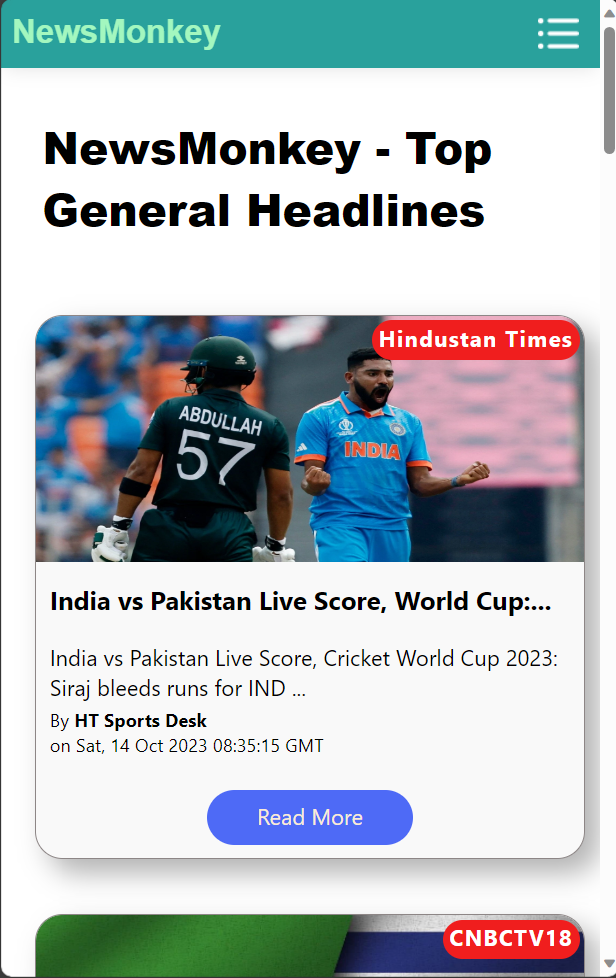 NewsMonkey
NewsMonkey - Top
General Headlines
Hindustan Times
ABDULLAH
57
INDIA
India vs Pakistan Live Score, World Cup:...
India vs Pakistan Live Score, Cricket World Cup 2023:
Siraj bleeds runs for IND ...
By HT Sports Desk
on Sat, 14 Oct 2023 08:35:15 GMT
Read More
CNBCTV18